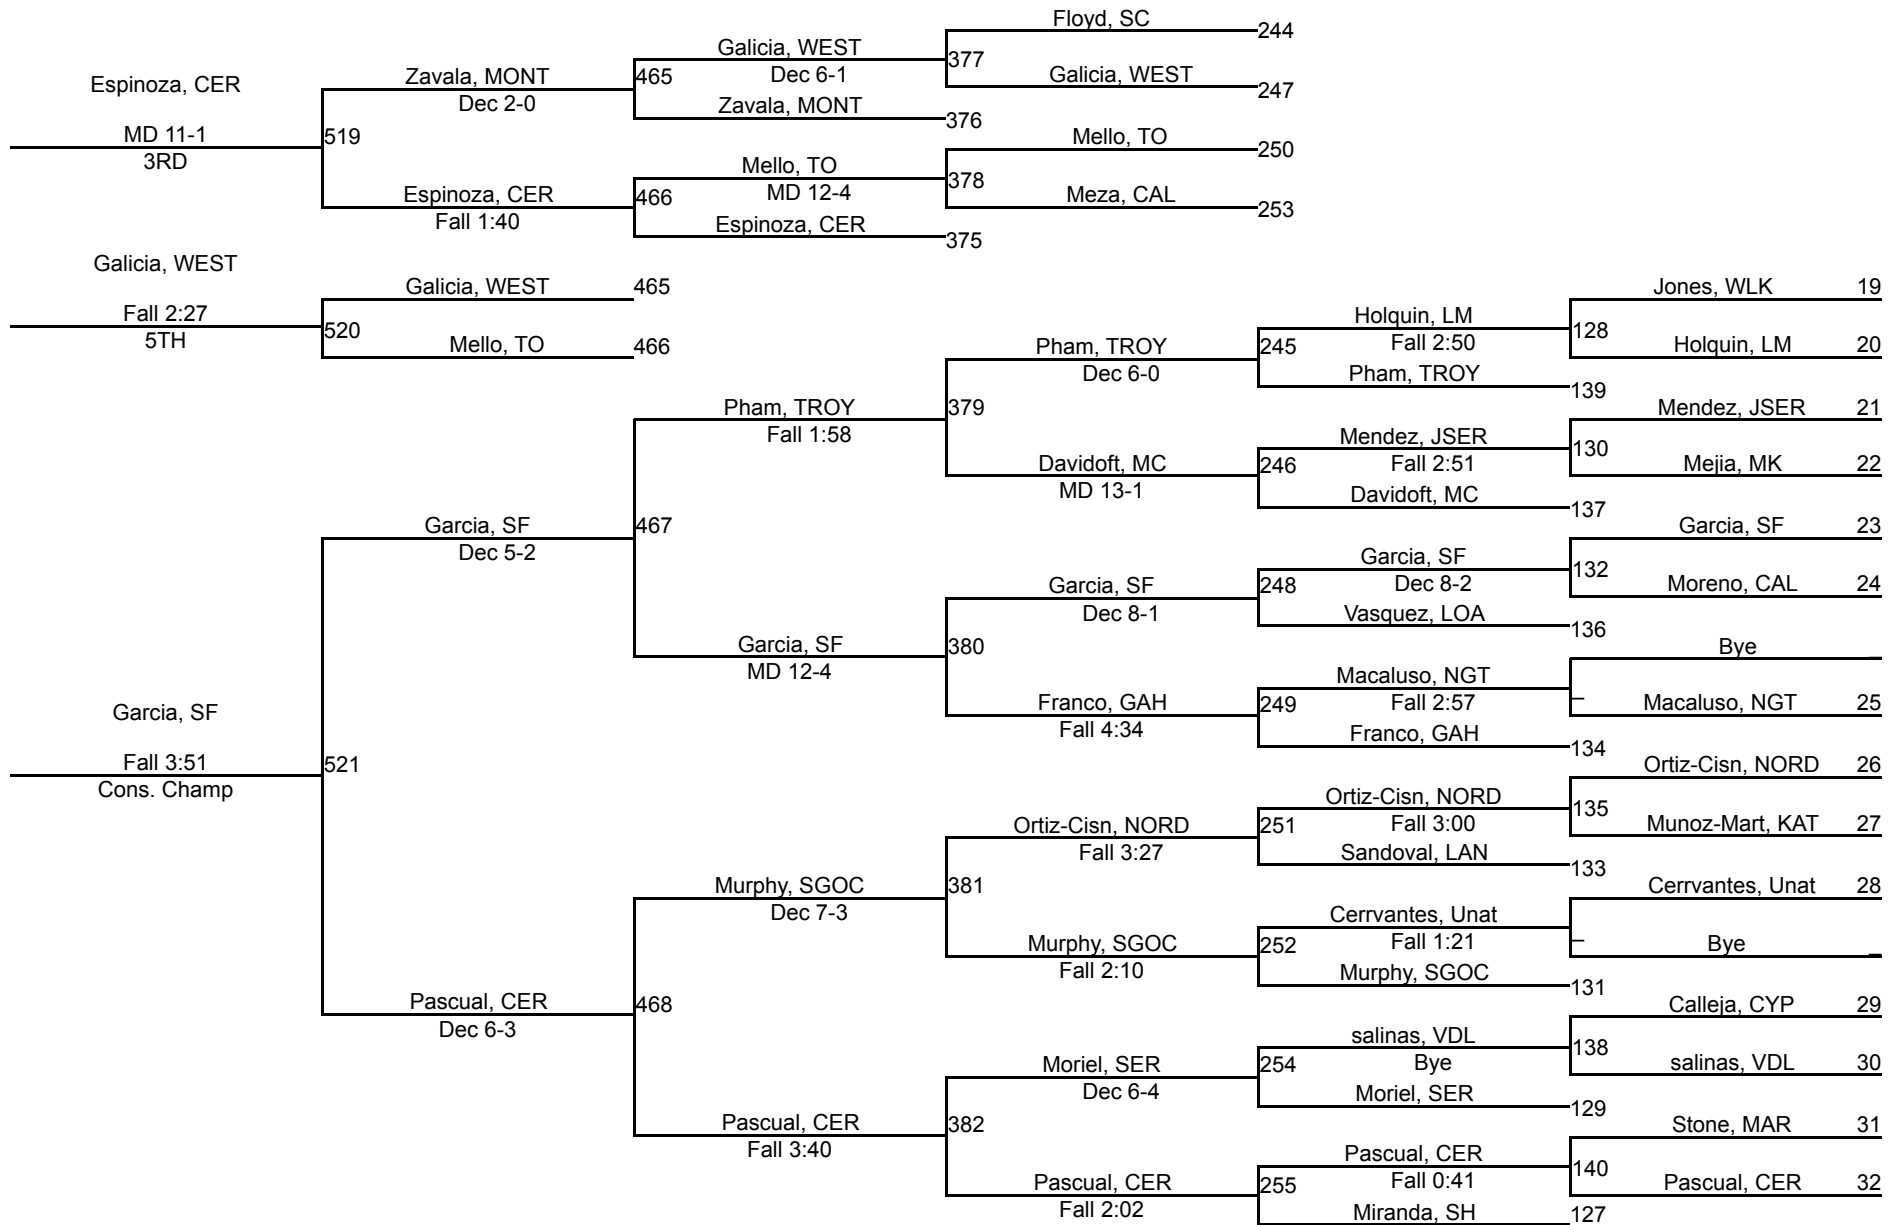 Floyd, SC 244
Galicia, WEST 377
Dec 6-1
Galicia, WEST 247
Espinoza, CER
Zavala, MONT 465
Dec 2-0
Zavala, MONT 376
MD 11-1 519
3RD
Mello, TO 250
Mello, TO 378
MD 12-4
Meza, CAL 253
Espinoza, CER 466
Fall 1:40
Espinoza, CER 375
Galicia, WEST
Galicia, WEST 465
Fall 2:27 520
5TH
Mello, TO 466
Jones, WLK 19
Holquin, LM 128
Fall 2:50
Holquin, LM 20
Pham, TROY 245
Dec 6-0
Pham, TROY 139
Pham, TROY 379
Fall 1:58
Mendez, JSER 21
Mendez, JSER 130
Fall 2:51
Mejia, MK 22
Davidoft, MC 246
MD 13-1
Davidoft, MC 137
Garcia, SF 467
Dec 5-2
Garcia, SF 23
Garcia, SF 132
Dec 8-2
Moreno, CAL 24
Garcia, SF 248
Dec 8-1
Vasquez, LOA 136
Garcia, SF 380
MD 12-4
Bye _
Macaluso, NGT _
Fall 2:57
Macaluso, NGT 25
Franco, GAH 249
Fall 4:34
Franco, GAH 134
Garcia, SF
Fall 3:51 521
Cons. Champ
Ortiz-Cisn, NORD 26
Ortiz-Cisn, NORD 135
Fall 3:00
Munoz-Mart, KAT 27
Ortiz-Cisn, NORD 251
Fall 3:27
Sandoval, LAN 133
Murphy, SGOC 381
Dec 7-3
Cerrvantes, Unat 28
Cerrvantes, Unat _
Fall 1:21
Bye _
Murphy, SGOC 252
Fall 2:10
Murphy, SGOC 131
Pascual, CER 468
Dec 6-3
Calleja, CYP 29
salinas, VDL 138
Bye
salinas, VDL 30
Moriel, SER 254
Dec 6-4
Moriel, SER 129
Pascual, CER 382
Fall 3:40
Stone, MAR 31
Pascual, CER 140
Fall 0:41
Pascual, CER 32
Pascual, CER 255
Fall 2:02
Miranda, SH 127